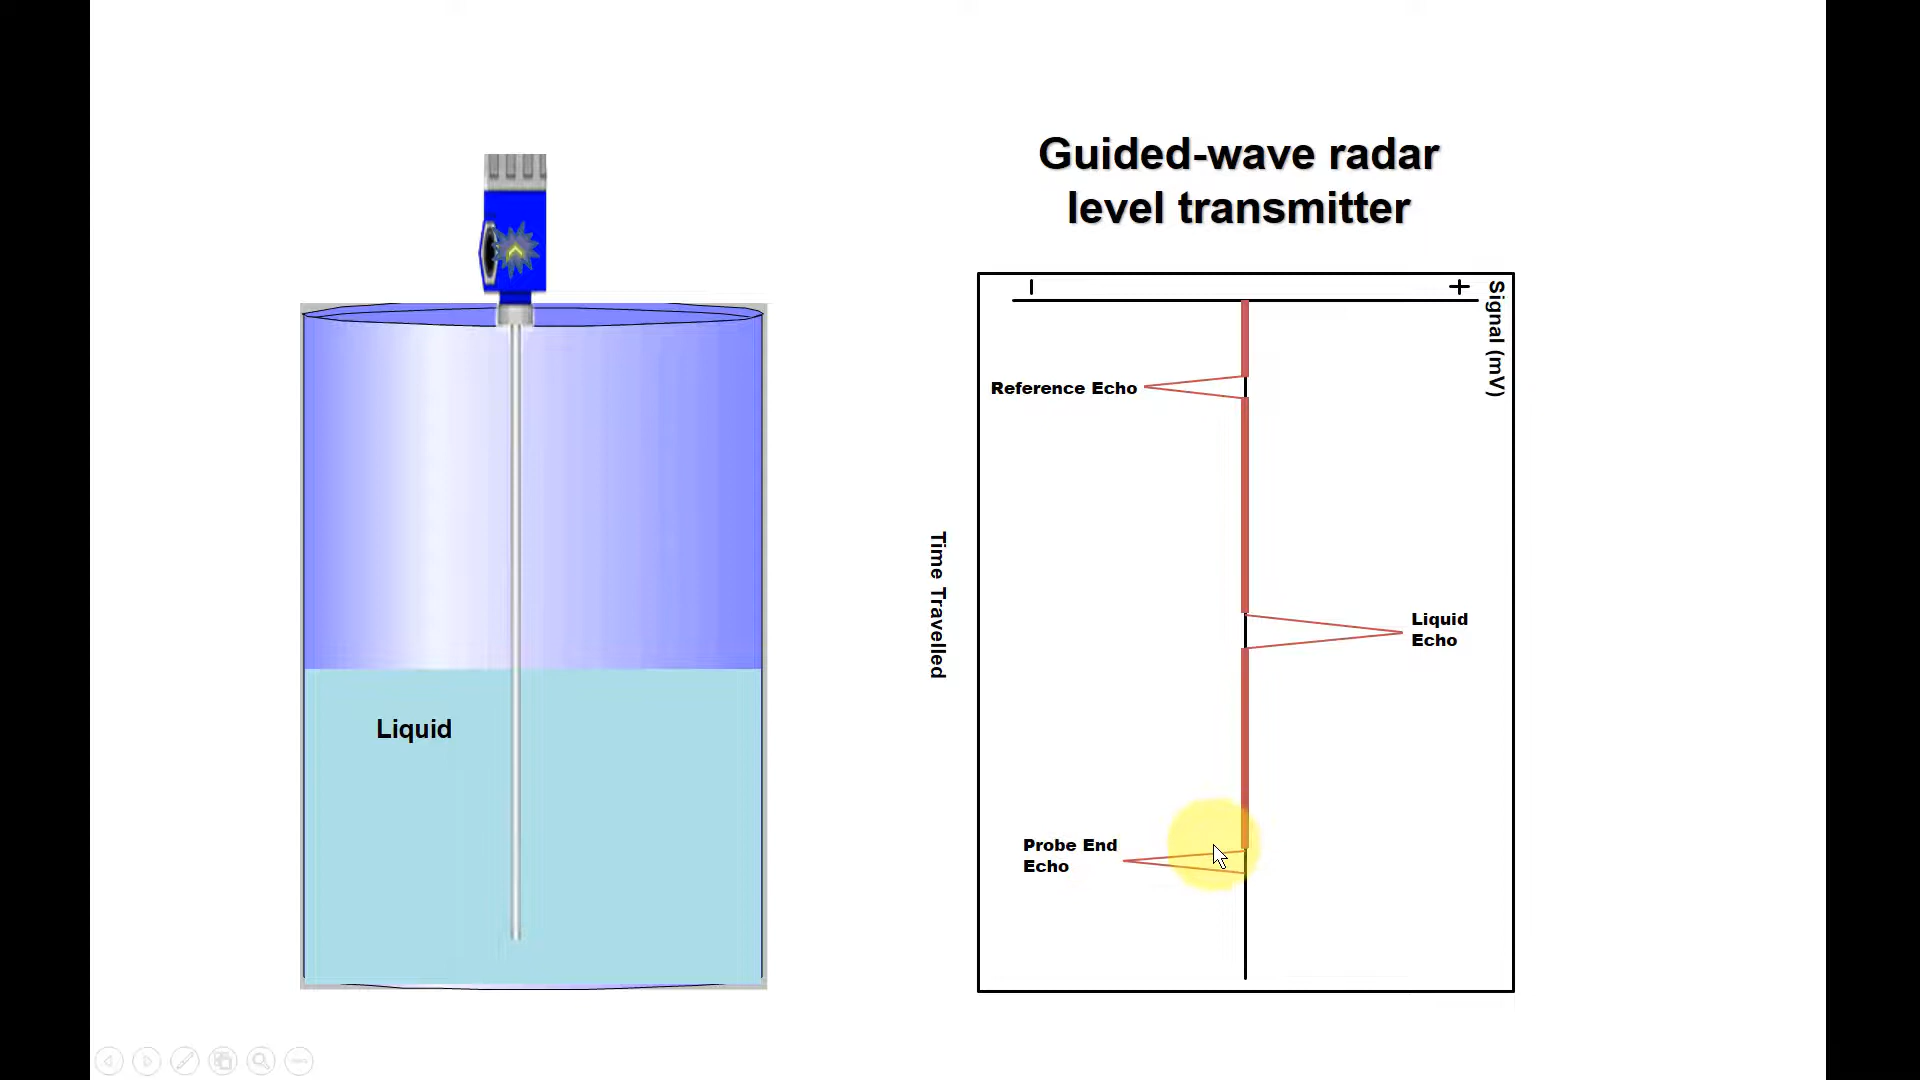 Guided-wave radar
level transmitter
Signal (mV)
Reference Echo
Liquid
Echo
Time Travelled
Liquid
Probe End
Echo